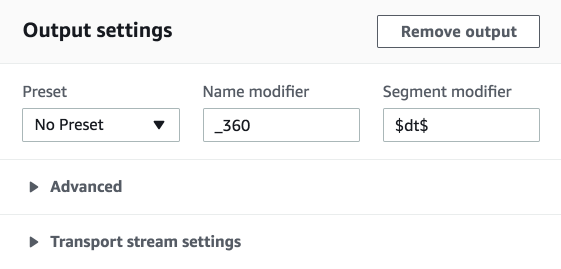 Output settings
Remove output
Preset
Name modifier
Segment modifier
No Preset
_360
$dt$
Advanced
Transport stream settings